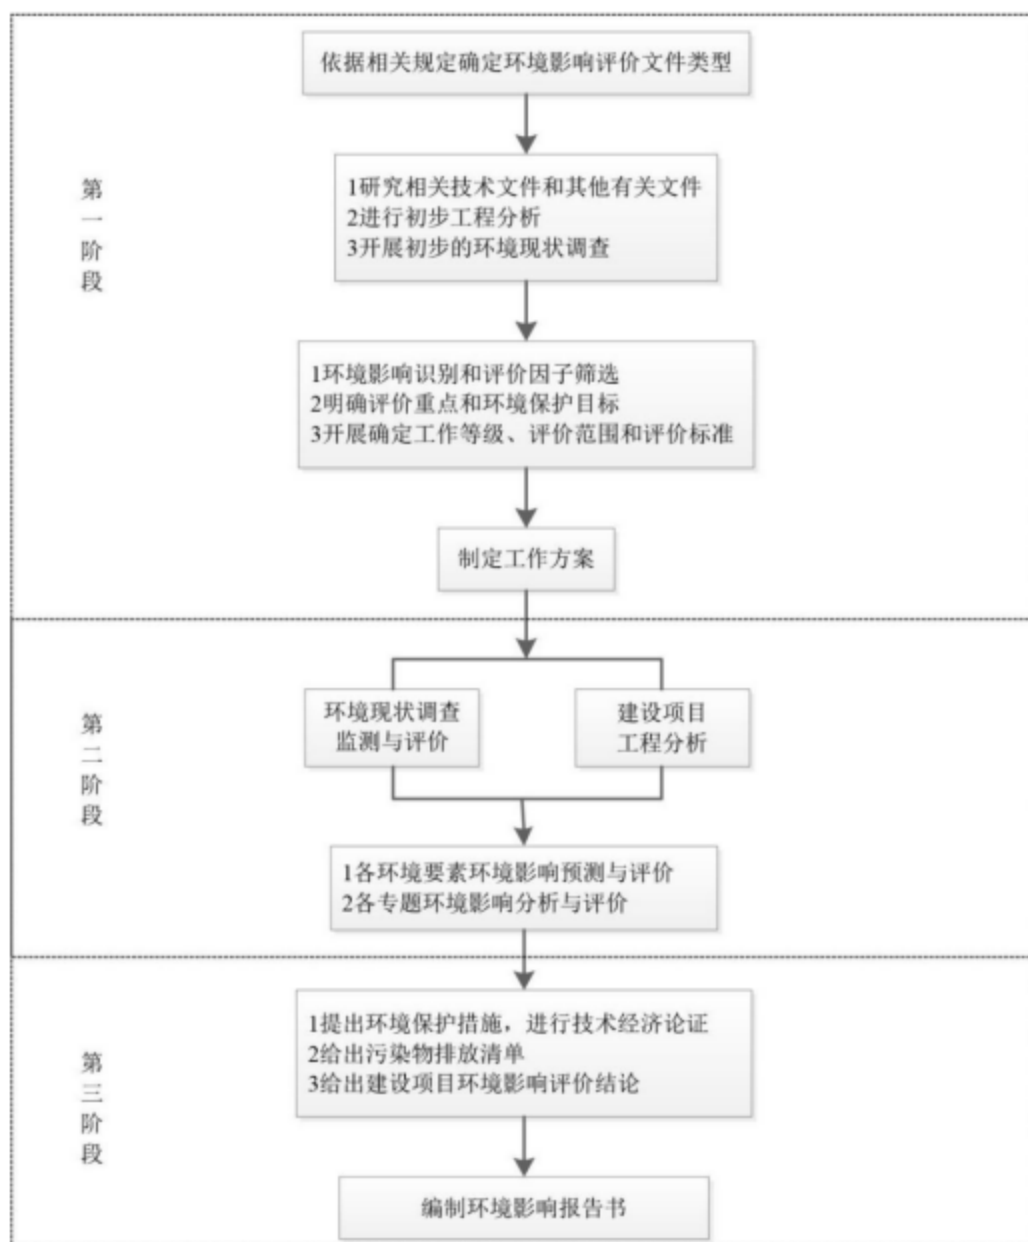 依据相关规定确定环境影响评价文件类型
第一阶段
1研究相关技术文件和其他有关文件
2进行初步工程分析
3开展初步的环境现状调查
1环境影响识别和评价因子筛选
2明确评价重点和环境保护目标
3开展确定工作等级、评价范围和评价标准
制定工作方案
第二阶段
环境现状调查
监测与评价
建设项目
工程分析
1各环境要素环境影响预测与评价
2各专题环境影响分析与评价
第三阶段
1提出环境保护措施，进行技术经济论证
2给出污染物排放清单
3给出建设项目环境影响评价结论
编制环境影响报告书